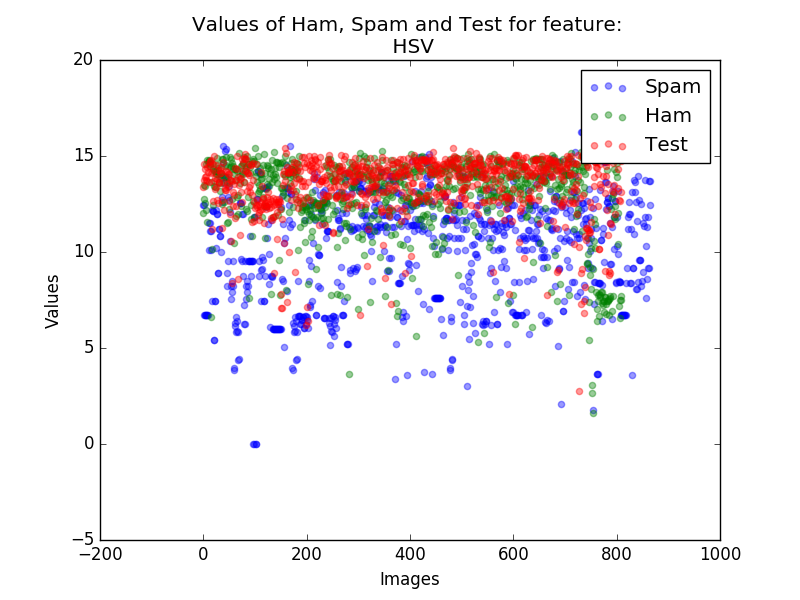 Values of Ham, Spam and Test for feature:
HSV
20
15
10
5
0
−5
−200
0
200
400
600
800
1000
Values
Images
Spam
Ham
Test